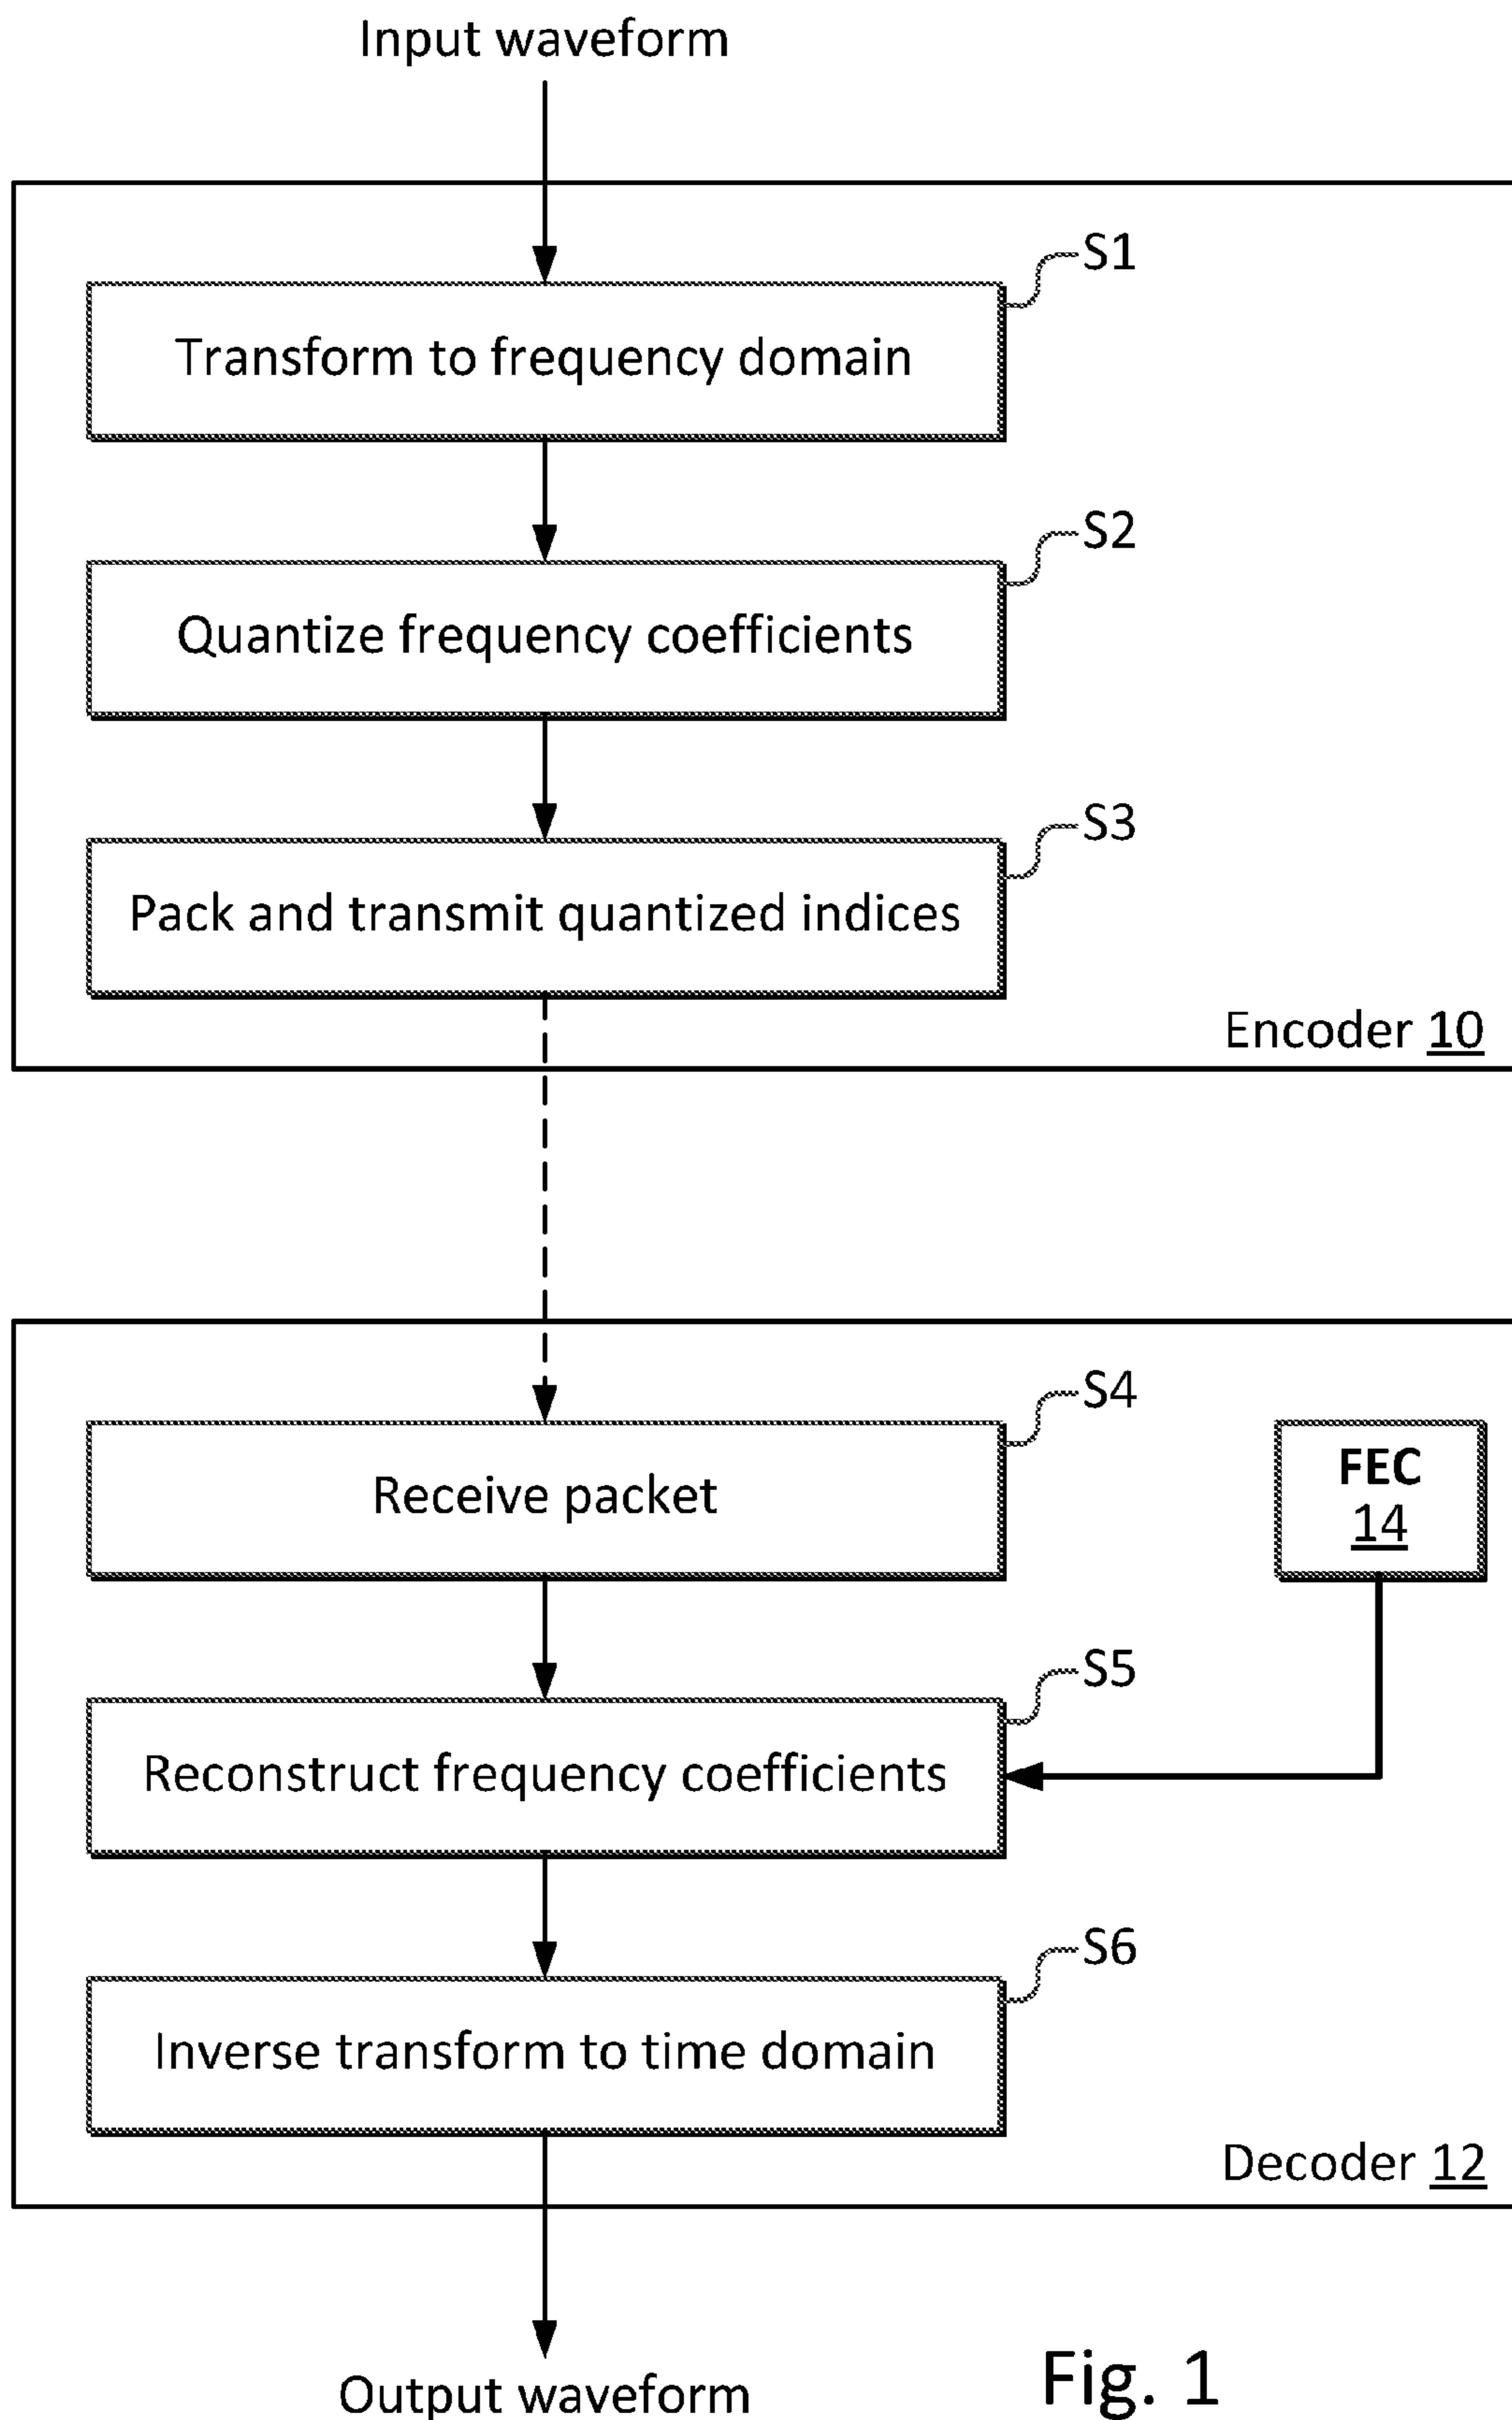 Input waveform
S1
Transform to frequency domain
S2
Quantize frequency coefficients
S3
Pack and transmit quantized indices
Encoder 10
S4
Receive packet
FEC
14
S5
Reconstruct frequency coefficients
S6
Inverse transform to time domain
Decoder 12
Output waveform
Fig. 1